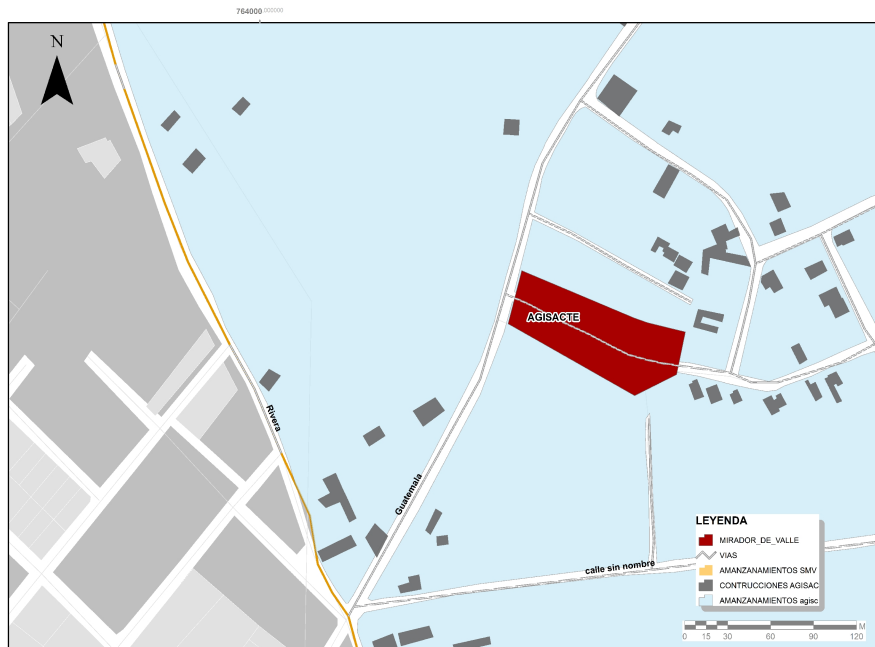 764000.000000
N
AGISACTE
Rivera
Guatemala
calle sin nombre
LEYENDA
MIRADOR_DE_VALLE
VIAS
AMANZANAMIENTOS SMV
CONTRUCCIONES AGISAC
AMANZANAMIENTOS agisc
M
0 15 30 60 90 120